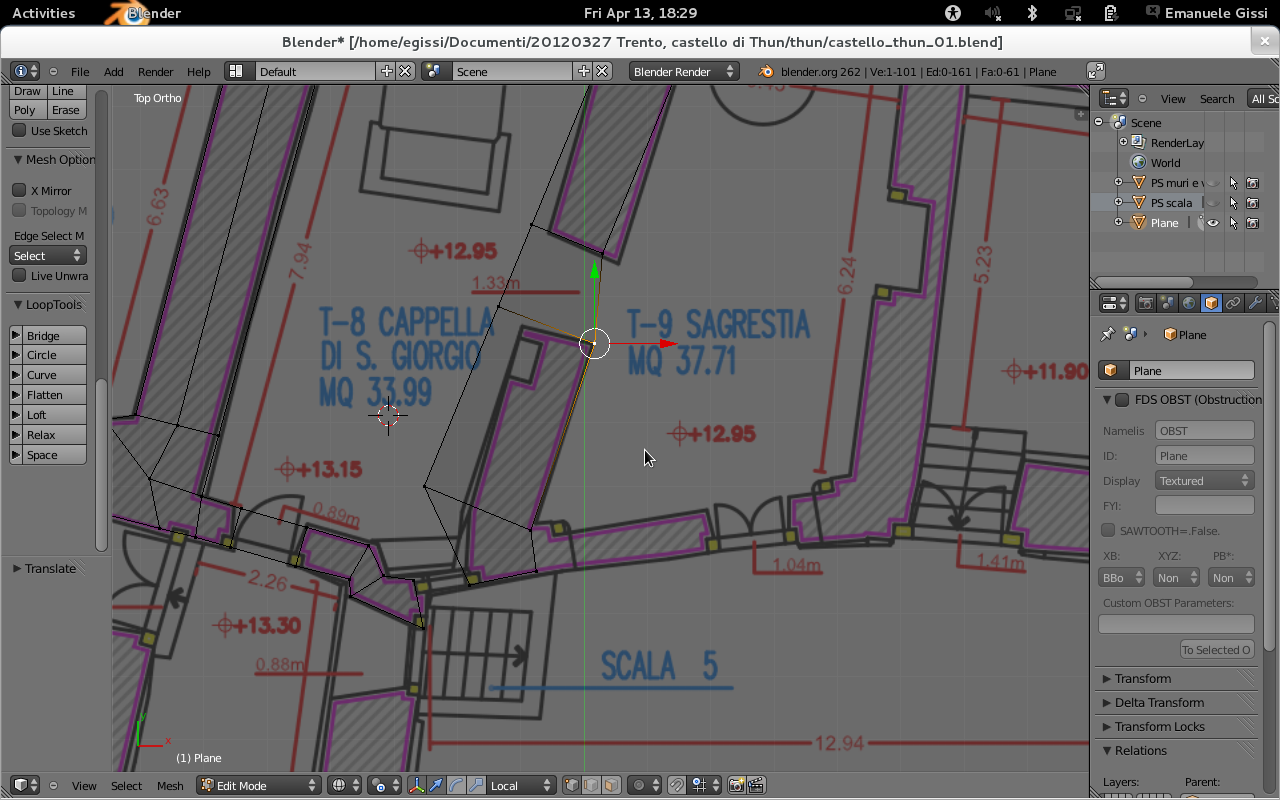 Activities
Blender
Fri Apr 13, 18:29
Emanuele Gissi
Blender* [/home/egissi/Documenti/20120327 Trento, castello di Thun/thun/castello_thun_01.blend]
File Add Render Help
Default
Scene
Blender Render
blender.org 262 | Ve:1-101 | Ed:0-161 | Fa:0-61 | Plane
Draw Line
Poly Erase
Use Sketch
Mesh Option
X Mirror
Topology M
Edge Select M
Select
Live Unwra
LoopTools
Bridge
Circle
Curve
Flatten
Loft
Relax
Space
Translate
Top Ortho
6.63
7.94
+12.95
1.33m
T-8 CAPPELLA
DI S. GIORGIO
MQ 33.99
T-9 SAGRESTIA
MQ 37.71
6.24
5.23
+11.90
+12.95
+13.15
0.89m
1.04m
1.41m
2.26
+13.30
0.88m
SCALA 5
12.94
y
x
(1) Plane
View Select Mesh
Edit Mode
Local
View Search All Sc
Scene
RenderLay
World
PS muri e v
PS scala
Plane
Plane
Plane
FDS OBST (Obstruction
Namelis OBST
ID: Plane
Display Textured
FYI:
SAWTOOTH=.False.
XB: XYZ: PB*:
BBo Non Non
Custom OBST Parameters:
To Selected O
Transform
Delta Transform
Transform Locks
Relations
Layers: Parent: